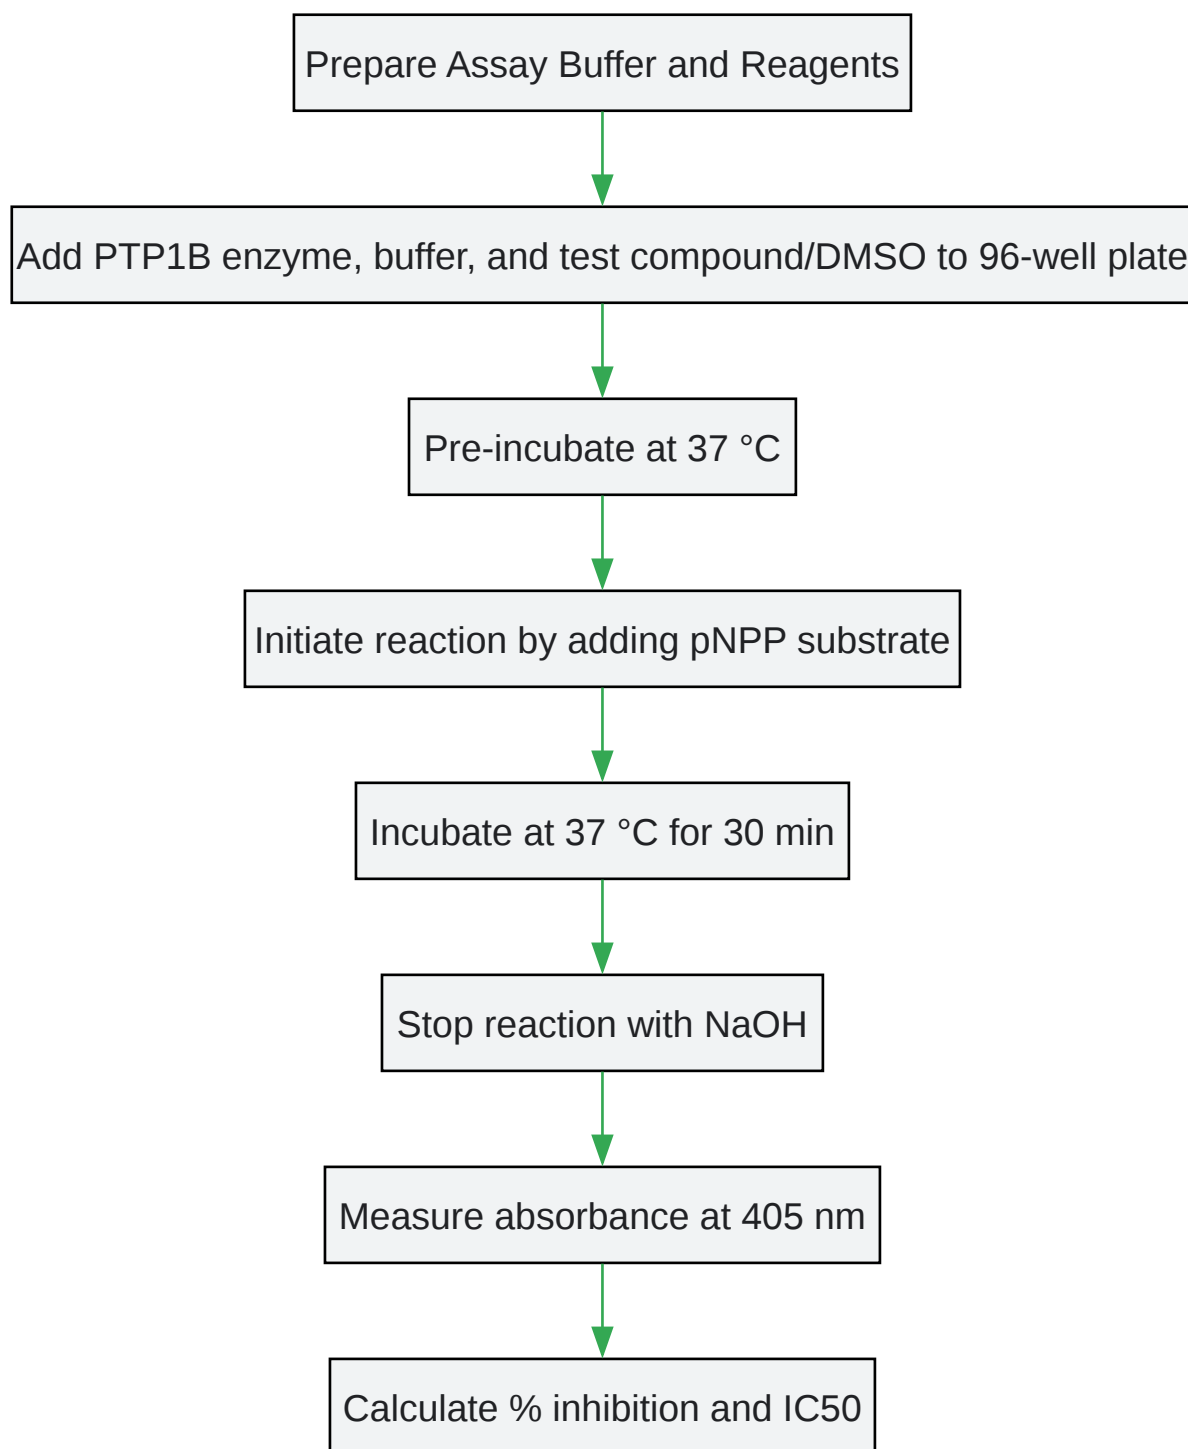 Prepare Assay Buffer and Reagents
Add PTP1B enzyme, buffer, and test compound/DMSO to 96-well plate
Pre-incubate at 37 °C
Initiate reaction by adding pNPP substrate
Incubate at 37 °C for 30 min
Stop reaction with NaOH
Measure absorbance at 405 nm
Calculate % inhibition and IC50